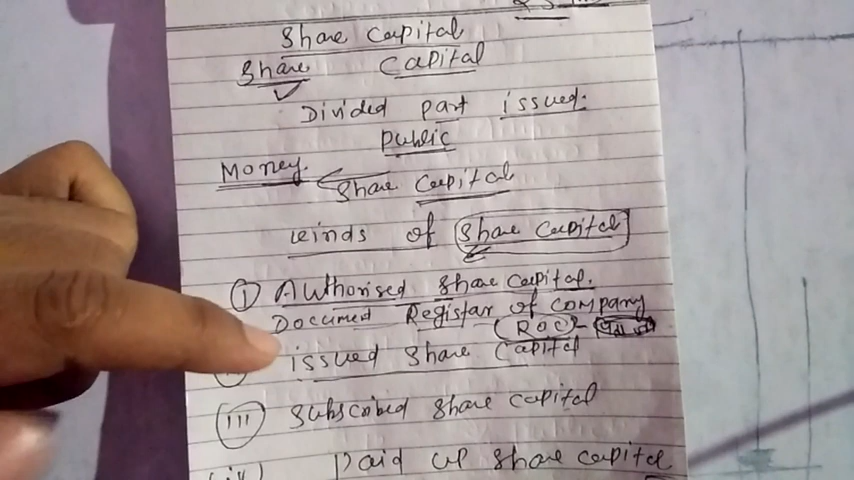 Share Capital
Share Capital
Divided part issued.
Public
Money. Share Capital
kinds of Share Capital
(I) Authorised Share Capital.
Document Registar of Company
(ROC)-
issued Share Capital
(III) Subscribed Share Capital
(iv) Paid up Share Capital